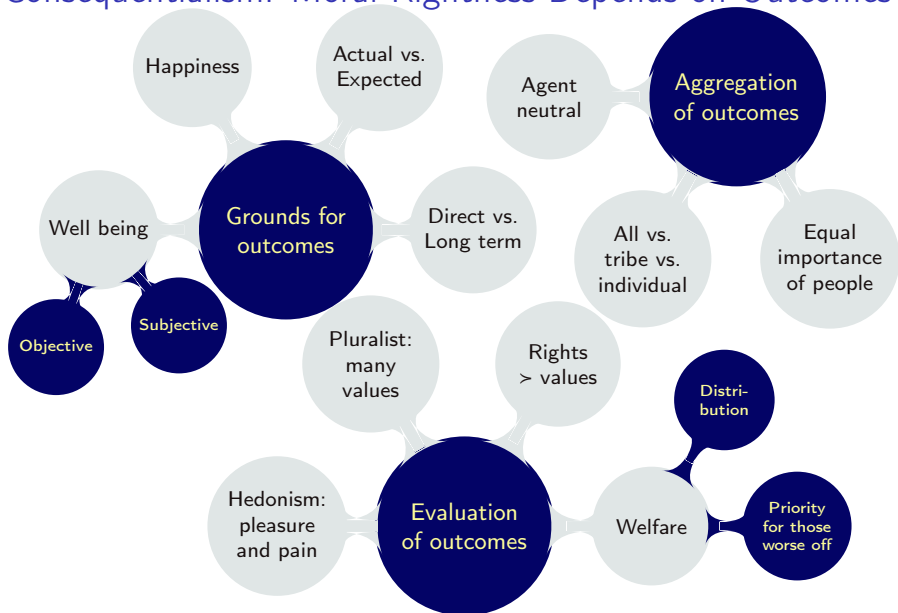 Consequentialism: Moral Rightness Depends on Outcomes
Happiness
Actual vs.
Expected
Well being
Grounds for
outcomes
Direct vs.
Long term
Objective
Subjective
Agent
neutral
Aggregation
of outcomes
All vs.
tribe vs.
individual
Equal
importance
of people
Pluralist:
many
values
Rights
≻ values
Hedonism:
pleasure
and pain
Evaluation
of outcomes
Welfare
Distri-
bution
Priority
for those
worse off